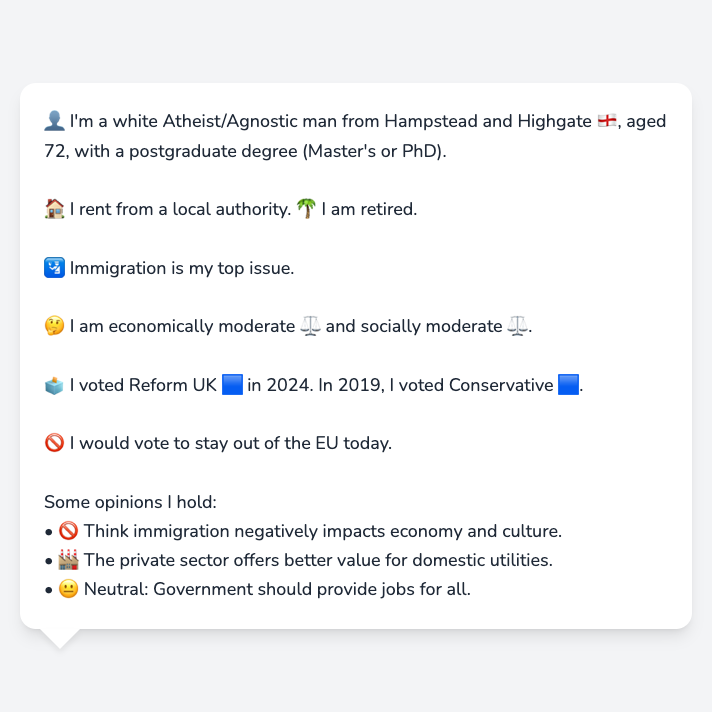 👤 I'm a white Atheist/Agnostic man from Hampstead and Highgate 🏴󠁧󠁢󠁥󠁮󠁧󠁿, aged
72, with a postgraduate degree (Master's or PhD).
🏠 I rent from a local authority. 🌴 I am retired.
🛂 Immigration is my top issue.
🤔 I am economically moderate ⚖️ and socially moderate ⚖️.
🗳️ I voted Reform UK 🟦 in 2024. In 2019, I voted Conservative 🟦.
🚫 I would vote to stay out of the EU today.
Some opinions I hold:
• 🚫 Think immigration negatively impacts economy and culture.
• 🏭 The private sector offers better value for domestic utilities.
• 😐 Neutral: Government should provide jobs for all.